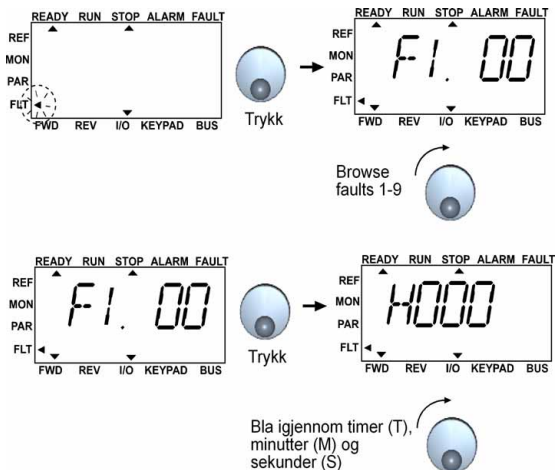 READY RUN STOP ALARM FAULT
REF
MON
PAR
FLT
FWD REV I/O KEYPAD BUS
Trykk
READY RUN STOP ALARM FAULT
REF
MON
PAR
FLT
F1. 00
FWD REV I/O KEYPAD BUS
Browse
faults 1-9
READY RUN STOP ALARM FAULT
REF
MON
PAR
FLT
F1. 00
FWD REV I/O KEYPAD BUS
Trykk
READY RUN STOP ALARM FAULT
REF
MON
PAR
FLT
H000
FWD REV I/O KEYPAD BUS
Bla igjennom timer (T),
minutter (M) og
sekunder (S)